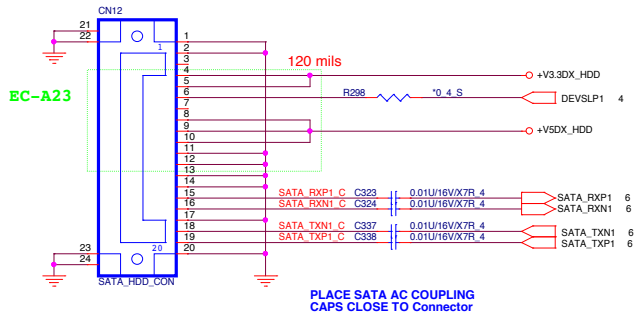 CN12
21
22
1
1
2
3
120 mils
4 +V3.3DX_HDD
5
EC-A23
6 R298 *0_4_S DEVSLP1 4
7
8
9 +V5DX_HDD
10
11
12
13
14
15 SATA_RXP1_C C323 0.01U/16V/X7R_4 SATA_RXP1 6
16 SATA_RXN1_C C324 0.01U/16V/X7R_4 SATA_RXN1 6
17
18 SATA_TXN1_C C337 0.01U/16V/X7R_4 SATA_TXN1 6
19 SATA_TXP1_C C338 0.01U/16V/X7R_4 SATA_TXP1 6
23
20
20
24
SATA_HDD_CON
PLACE SATA AC COUPLING
CAPS CLOSE TO Connector